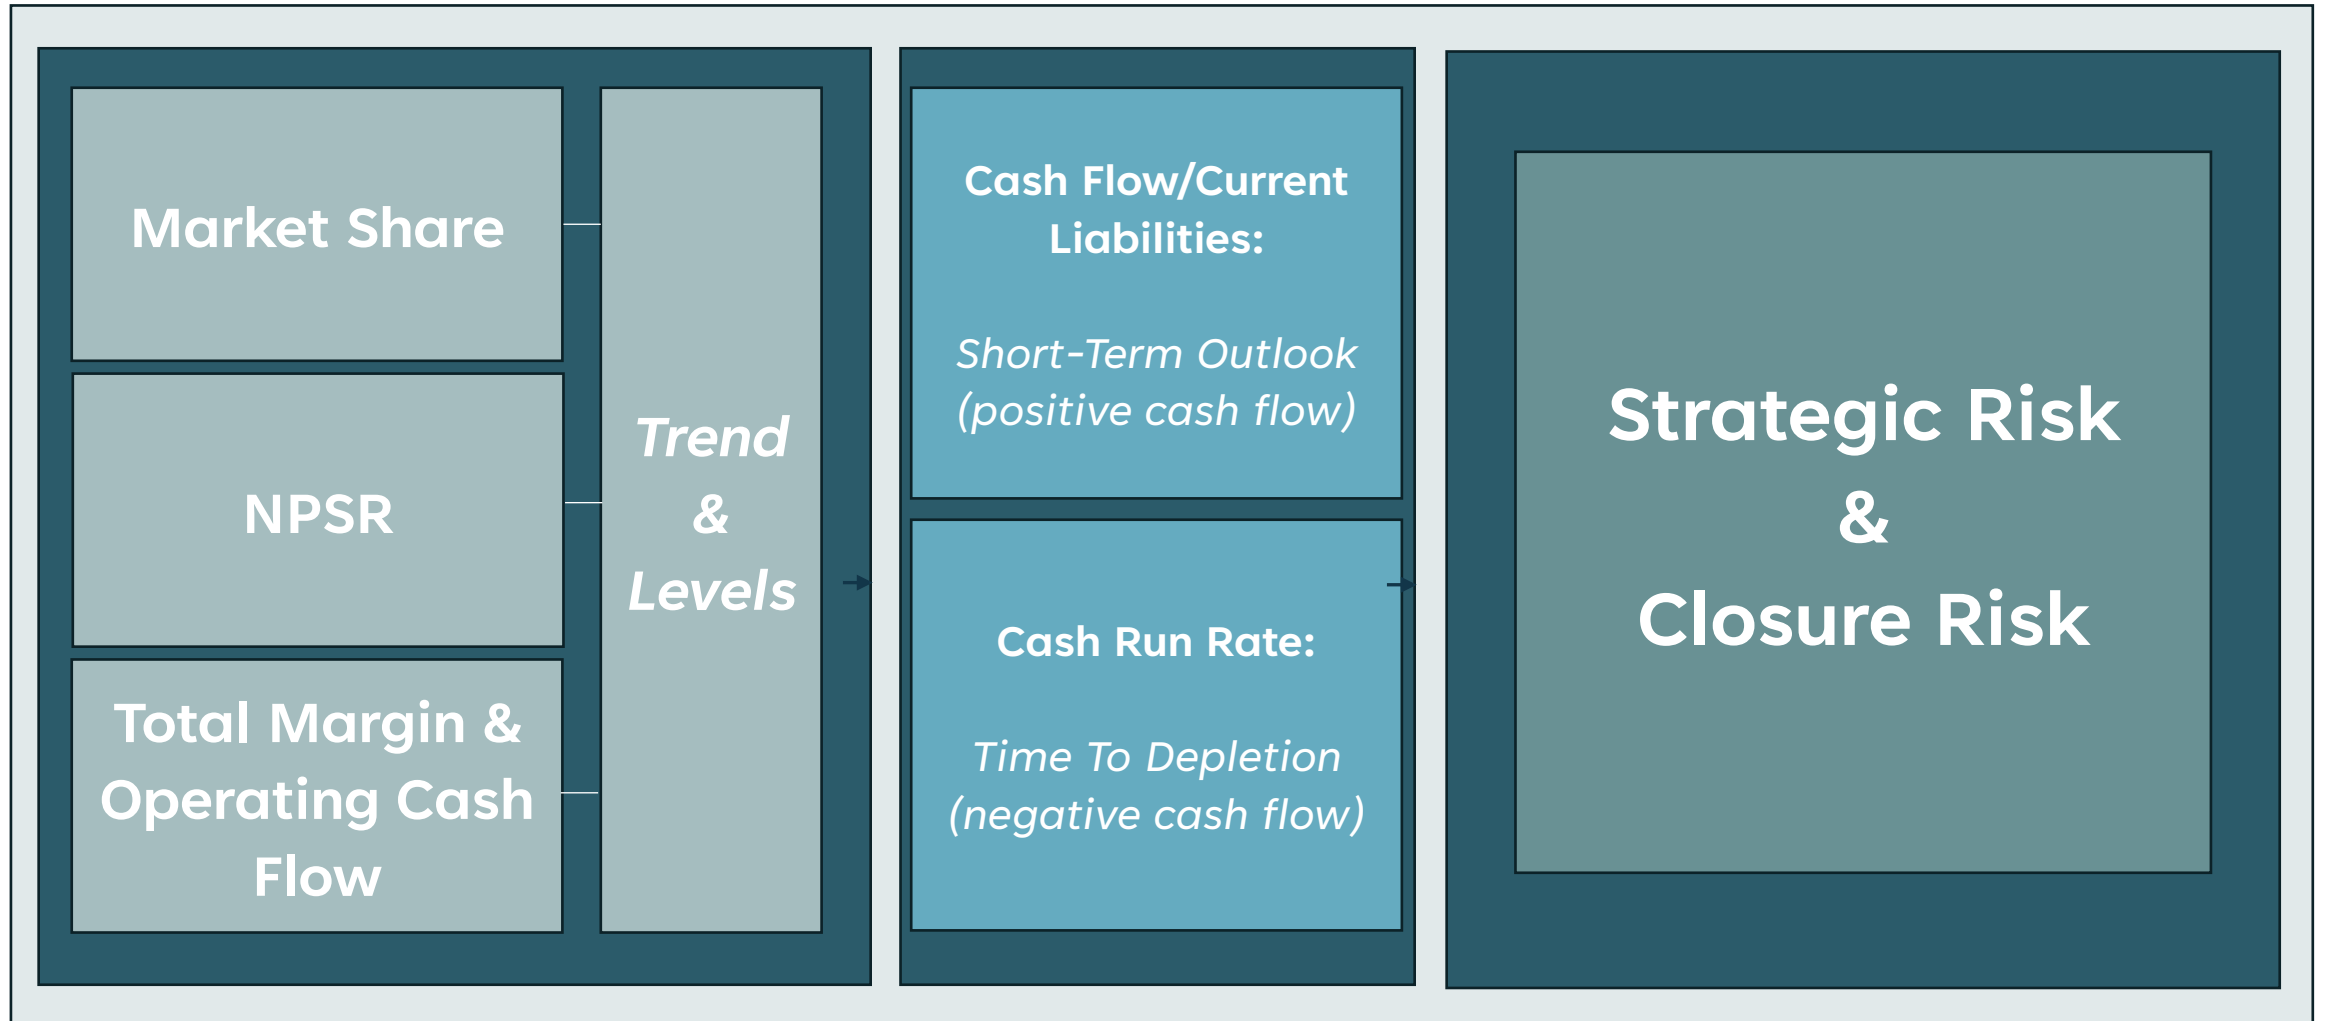 Market Share
NPSR
Total Margin &
Operating Cash
Flow
Trend
&
Levels
Cash Flow/Current
Liabilities:
Short-Term Outlook
(positive cash flow)
Cash Run Rate:
Time To Depletion
(negative cash flow)
Strategic Risk
&
Closure Risk